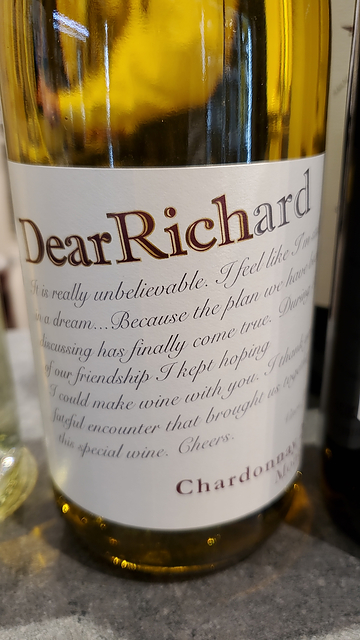 DearRichard
It is really unbelievable. I feel like I'm
in a dream...Because the plan we have
discussing has finally come true. During
of our friendship I kept hoping
I could make wine with you. I thank
fateful encounter that brought us
this special wine. Cheers.
Chardonnay